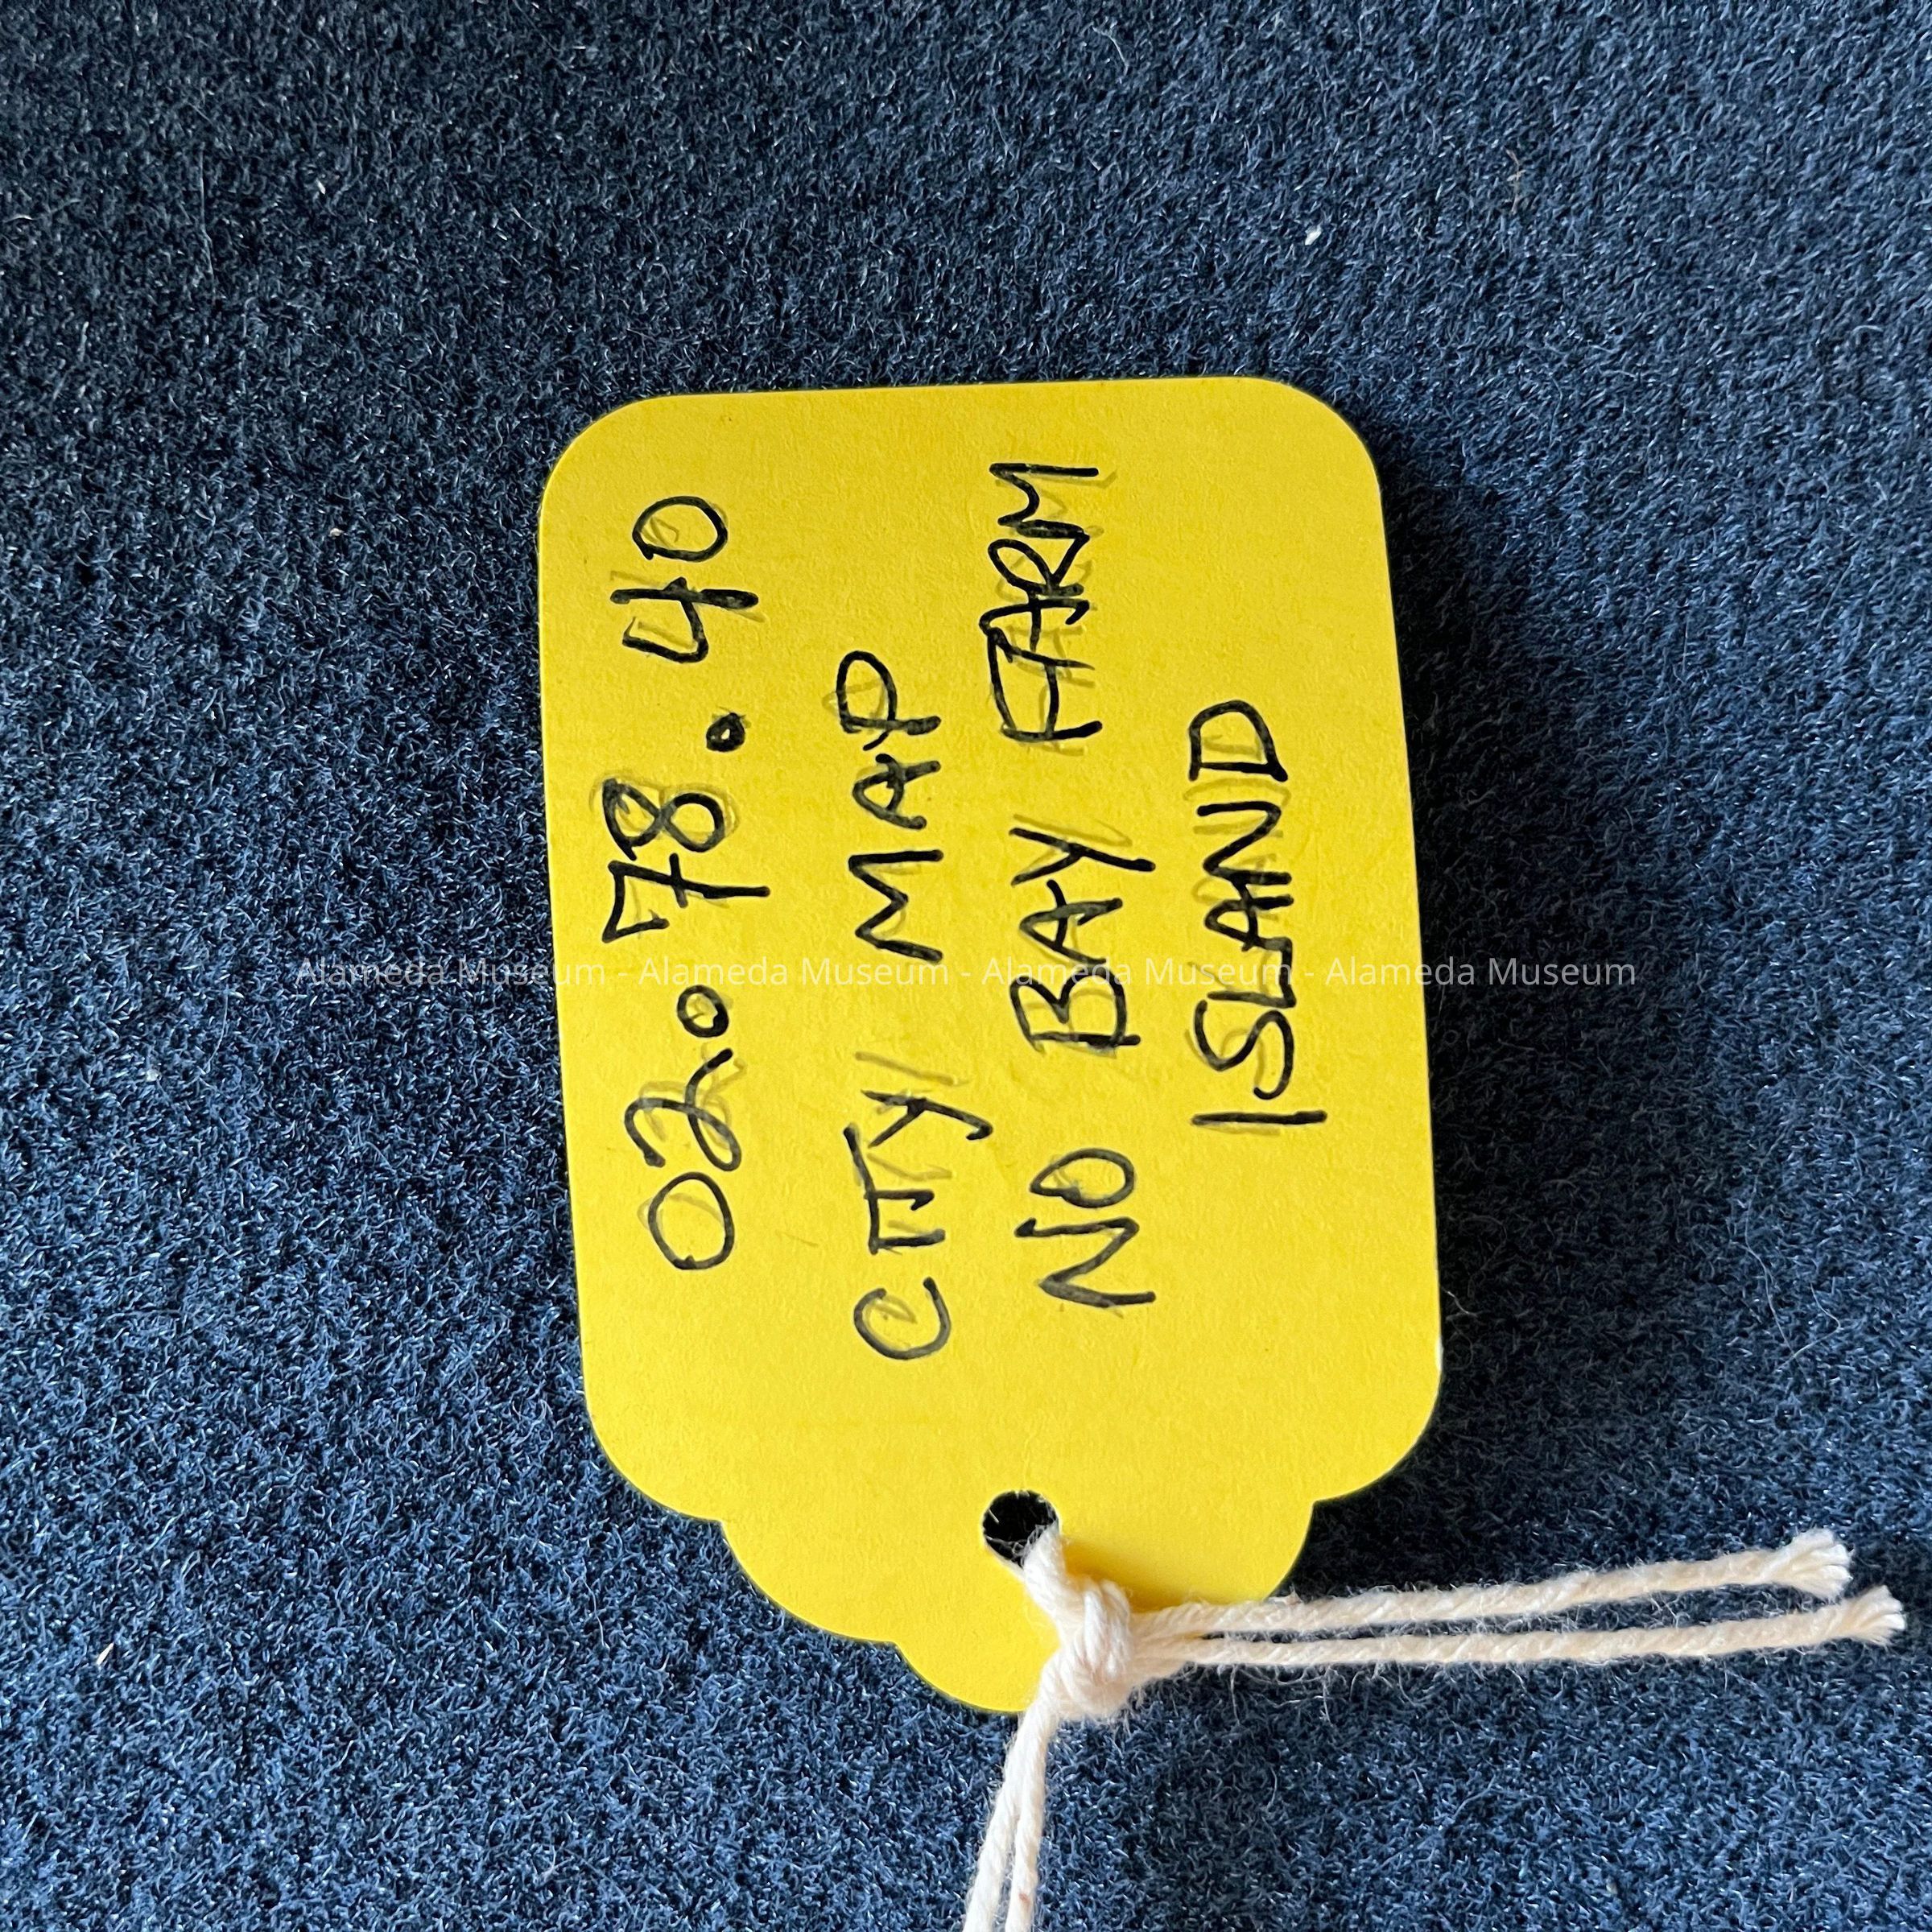 02.78.40
CITY MAP
NO BAY FARM
ISLAND
Alameda Museum - Alameda Museum - Alameda Museum - Alameda Museum